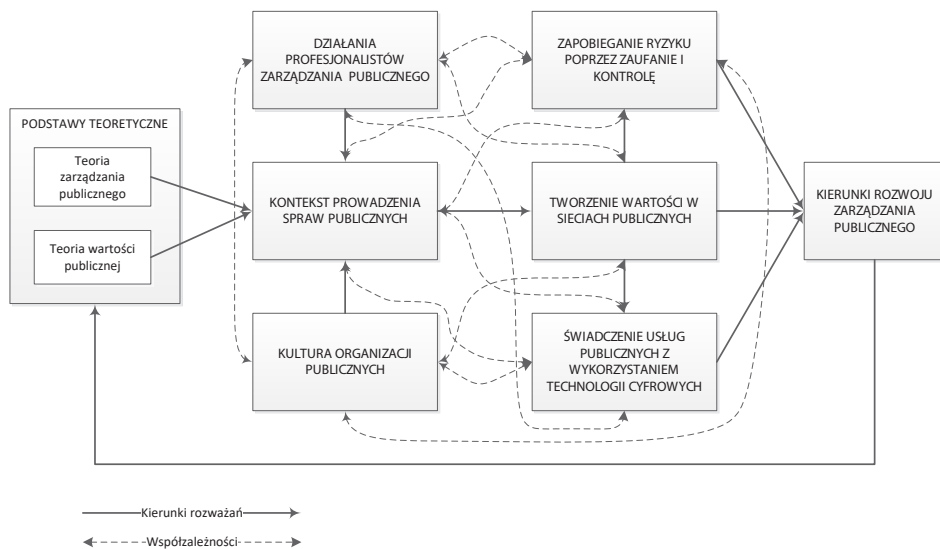 PODSTAWY TEORETYCZNE
Teoria
zarządzania
publicznego
Teoria wartości
publicznej
DZIAŁANIA
PROFESJONALISTÓW
ZARZĄDZANIA PUBLICZNEGO
KONTEKST PROWADZENIA
SPRAW PUBLICZNYCH
KULTURA ORGANIZACJI
PUBLICZNYCH
ZAPOBIEGANIE RYZYKU
POPRZEZ ZAUFANIE I
KONTROLĘ
TWORZENIE WARTOŚCI W
SIECIACH PUBLICZNYCH
ŚWIADCZENIE USŁUG
PUBLICZNYCH Z
WYKORZYSTANIEM
TECHNOLOGII CYFROWYCH
KIERUNKI ROZWOJU
ZARZĄDZANIA
PUBLICZNEGO
Kierunki rozważań
Współzależności